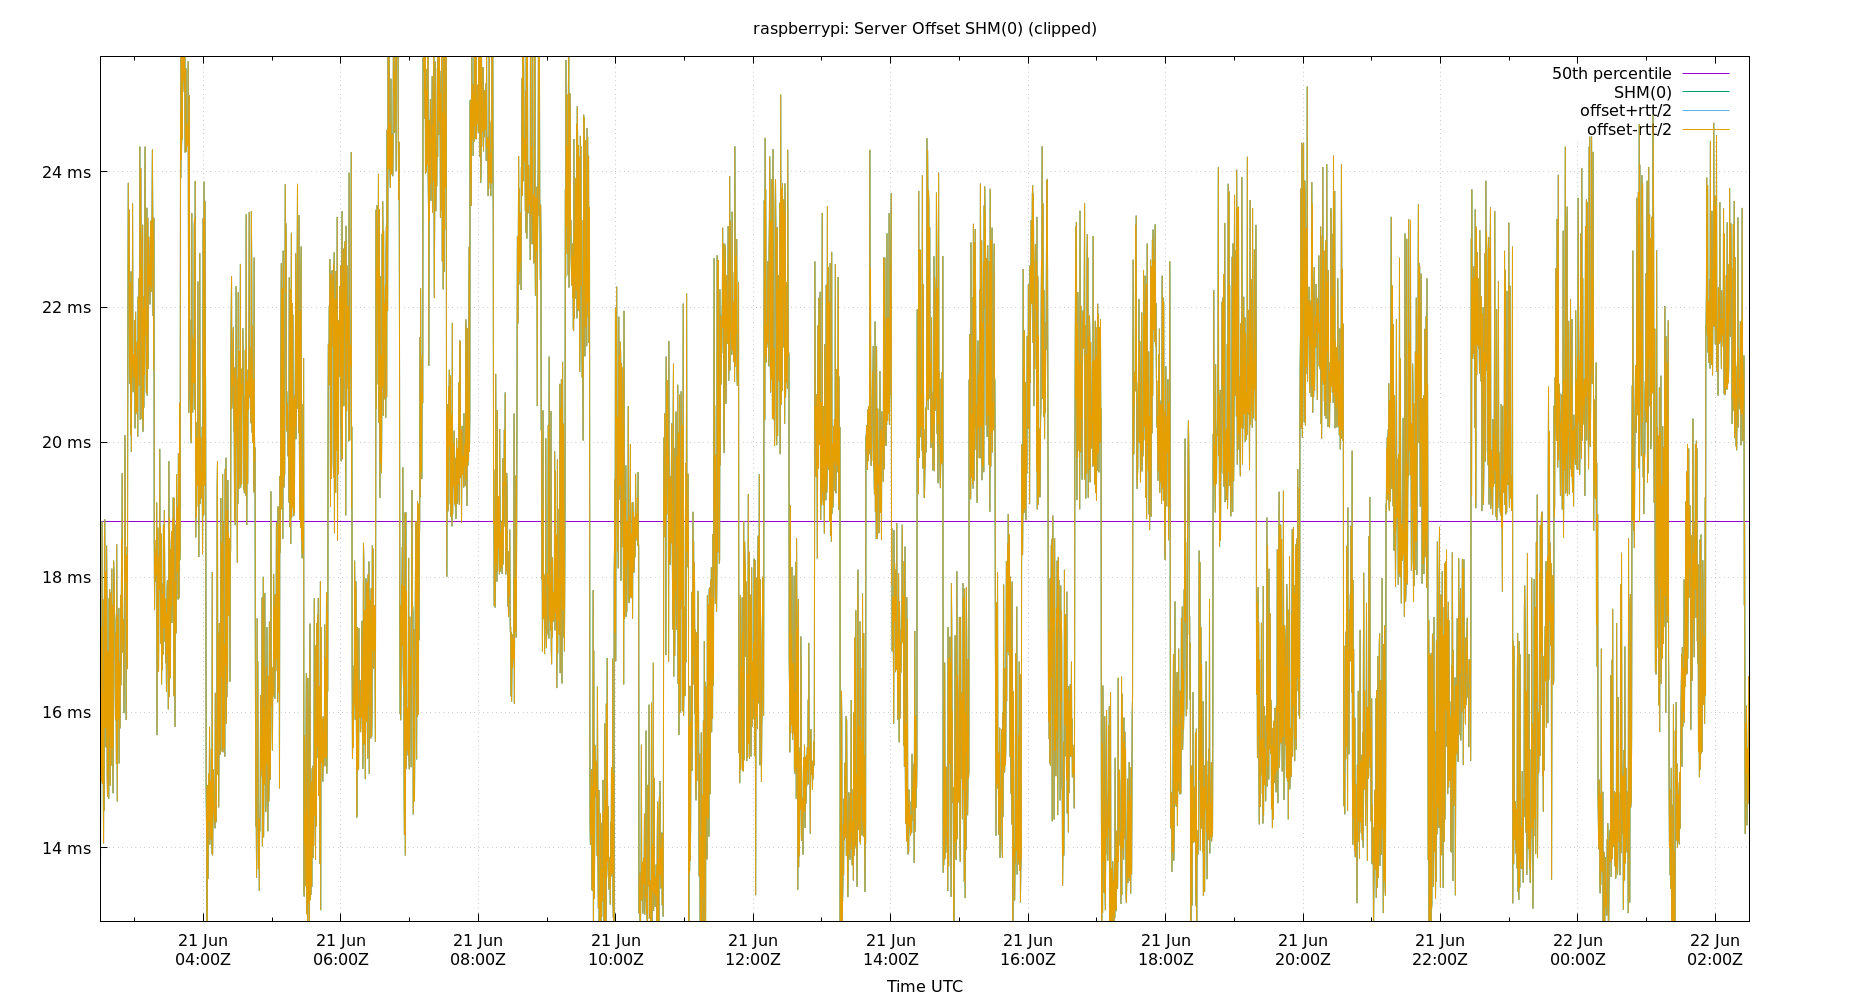 raspberrypi: Server Offset SHM(0) (clipped)
50th percentile
SHM(0)
offset+rtt/2
offset-rtt/2
24 ms
22 ms
20 ms
18 ms
16 ms
14 ms
21 Jun 21 Jun 21 Jun 21 Jun 21 Jun 21 Jun 21 Jun 21 Jun 21 Jun 21 Jun 22 Jun 22 Jun
04:00Z 06:00Z 08:00Z 10:00Z 12:00Z 14:00Z 16:00Z 18:00Z 20:00Z 22:00Z 00:00Z 02:00Z
Time UTC